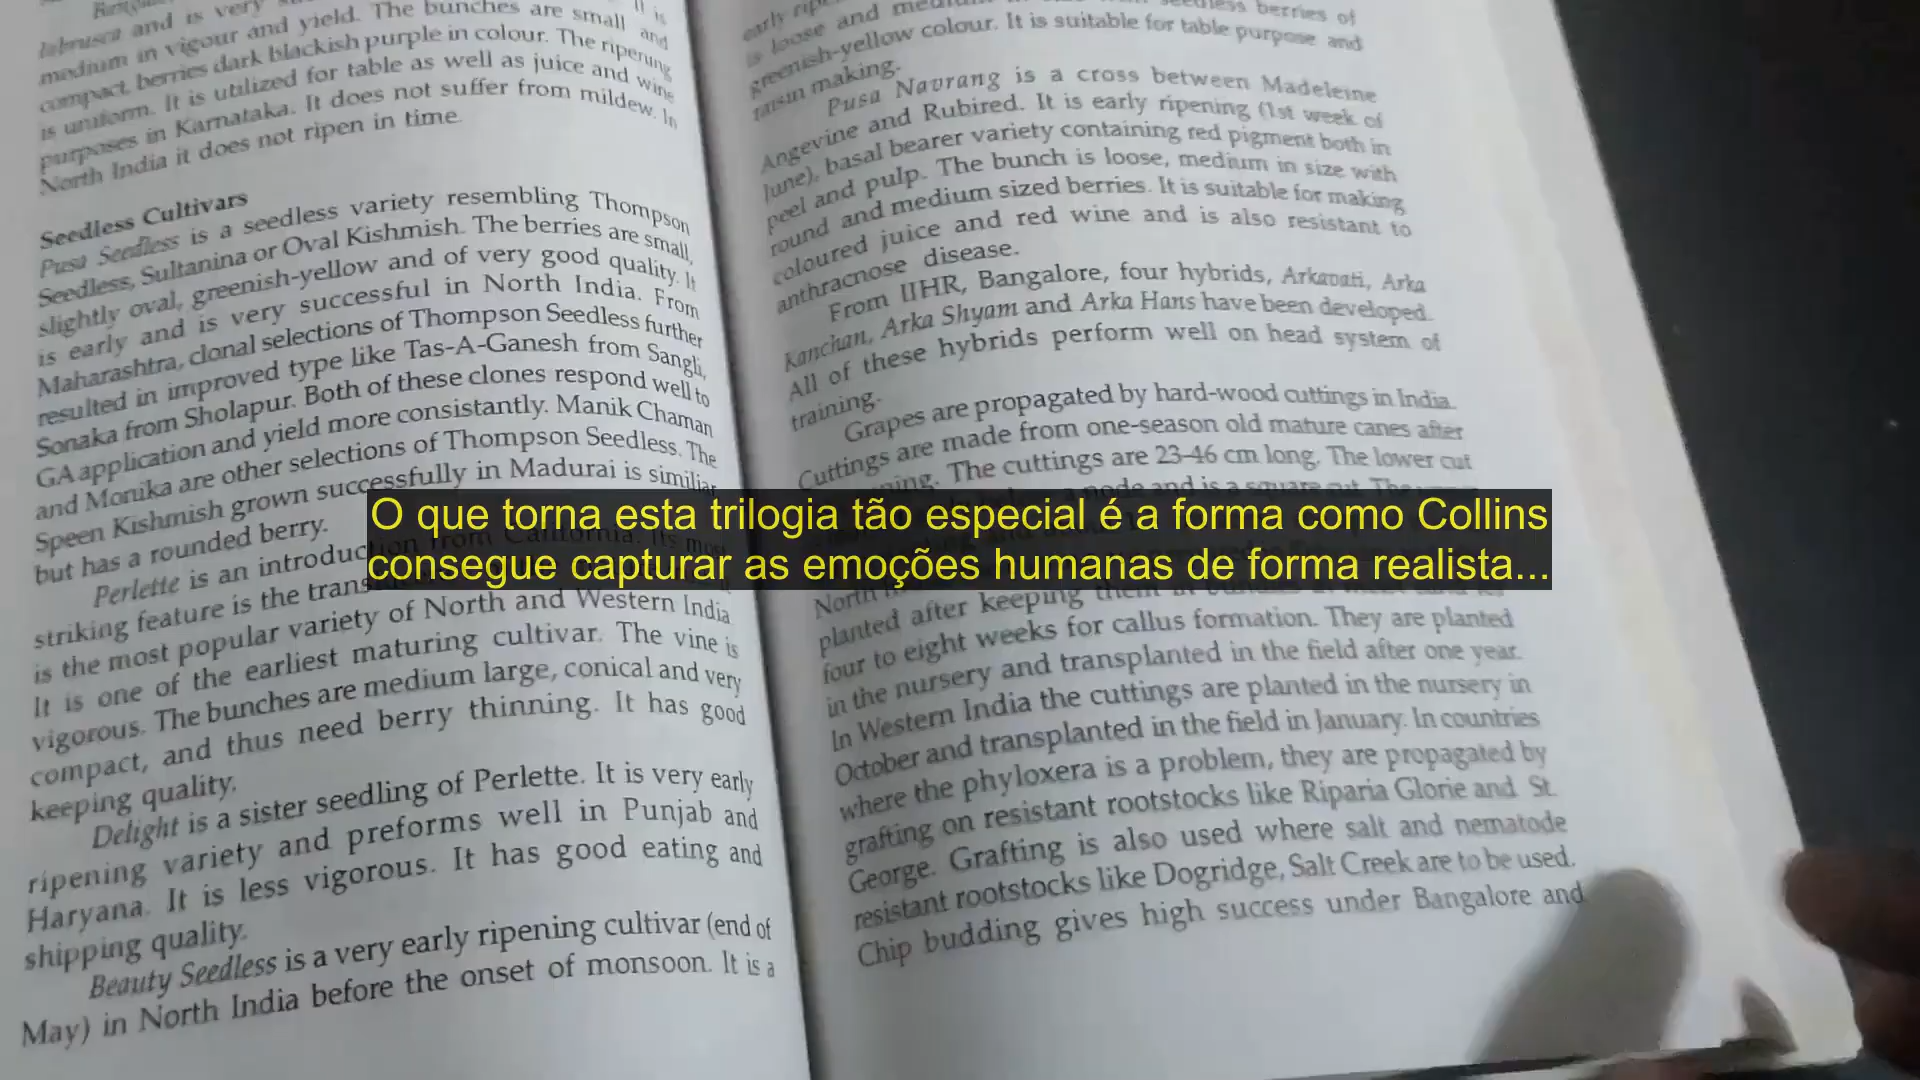 labrusca and is very
medium in vigour and yield. The bunches are small and
compact, berries dark blackish purple in colour. The ripening
is uniform. It is utilized for table as well as juice and wine
purposes in Karnataka. It does not suffer from mildew. In
North India it does not ripen in time.
Seedless Cultivars
Pusa Seedless is a seedless variety resembling Thompson
Seedless, Sultanina or Oval Kishmish. The berries are small,
slightly oval, greenish-yellow and of very good quality. It
is early and is very successful in North India. From
Maharashtra, clonal selections of Thompson Seedless further
resulted in improved type like Tas-A-Ganesh from Sangli,
Sonaka from Sholapur. Both of these clones respond well to
GA application and yield more consistantly. Manik Chaman
and Monika are other selections of Thompson Seedless. The
Speen Kishmish grown successfully in Madurai is similiar
but has a rounded berry.
Perlette is an introduction from California. Its most
striking feature is the
is the most popular variety of North and Western India
It is one of the earliest maturing cultivar. The vine is
vigorous. The bunches are medium large, conical and very
compact, and thus need berry thinning. It has good
keeping quality.
Delight is a sister seedling of Perlette. It is very early
ripening variety and preforms well in Punjab and
Haryana. It is less vigorous. It has good eating and
shipping quality.
Beauty Seedless is a very early ripening cultivar (end of
May) in North India before the onset of monsoon. It is a
is loose and berries of
greenish-yellow colour. It is suitable for table purpose and
raisin making.
Pusa Navrang is a cross between Madeleine
Angevine and Rubired. It is early ripening (1st week of
June), basal bearer variety containing red pigment both in
peel and pulp. The bunch is loose, medium in size with
round and medium sized berries. It is suitable for making
coloured juice and red wine and is also resistant to
anthracnose disease.
From IIHR, Bangalore, four hybrids, Arkavati, Arka
Kanchan, Arka Shyam and Arka Hans have been developed.
All of these hybrids perform well on head system of
training.
Grapes are propagated by hard-wood cuttings in India.
Cuttings are made from one-season old mature canes after
The cuttings are 23-46 cm long. The lower cut
node and is a square cut. The
O que torna esta trilogia tão especial é a forma como Collins
consegue capturar as emoções humanas de forma realista...
North
planted after keeping them in
four to eight weeks for callus formation. They are planted
in the nursery and transplanted in the field after one year.
In Western India the cuttings are planted in the nursery in
October and transplanted in the field in January. In countries
where the phyloxera is a problem, they are propagated by
grafting on resistant rootstocks like Riparia Glorie and St.
George. Grafting is also used where salt and nematode
resistant rootstocks like Dogridge, Salt Creek are to be used.
Chip budding gives high success under Bangalore and